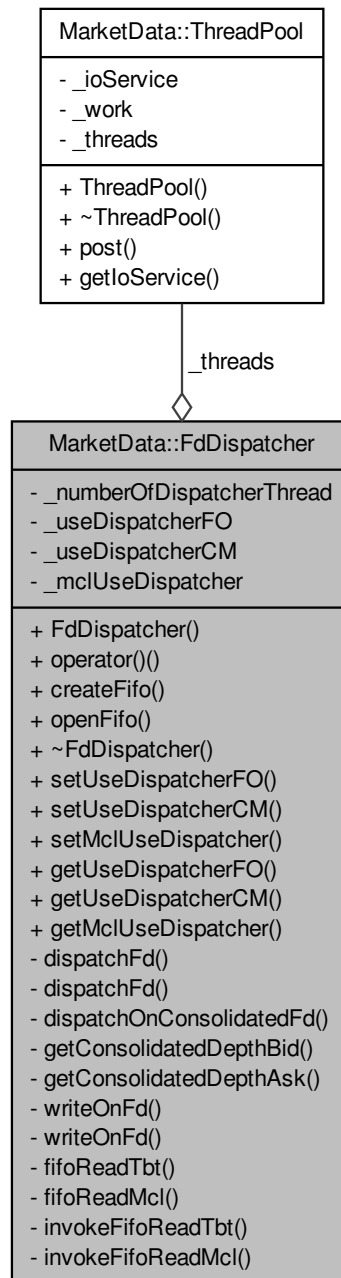 MarketData::ThreadPool
- _ioService
- _work
- _threads
+ ThreadPool()
+ ~ThreadPool()
+ post()
+ getIoService()
_threads
MarketData::FdDispatcher
- _numberOfDispatcherThread
- _useDispatcherFO
- _useDispatcherCM
- _mclUseDispatcher
+ FdDispatcher()
+ operator()()
+ createFifo()
+ openFifo()
+ ~FdDispatcher()
+ setUseDispatcherFO()
+ setUseDispatcherCM()
+ setMclUseDispatcher()
+ getUseDispatcherFO()
+ getUseDispatcherCM()
+ getMclUseDispatcher()
- dispatchFd()
- dispatchFd()
- dispatchOnConsolidatedFd()
- getConsolidatedDepthBid()
- getConsolidatedDepthAsk()
- writeOnFd()
- writeOnFd()
- fifoReadTbt()
- fifoReadMcl()
- invokeFifoReadTbt()
- invokeFifoReadMcl()